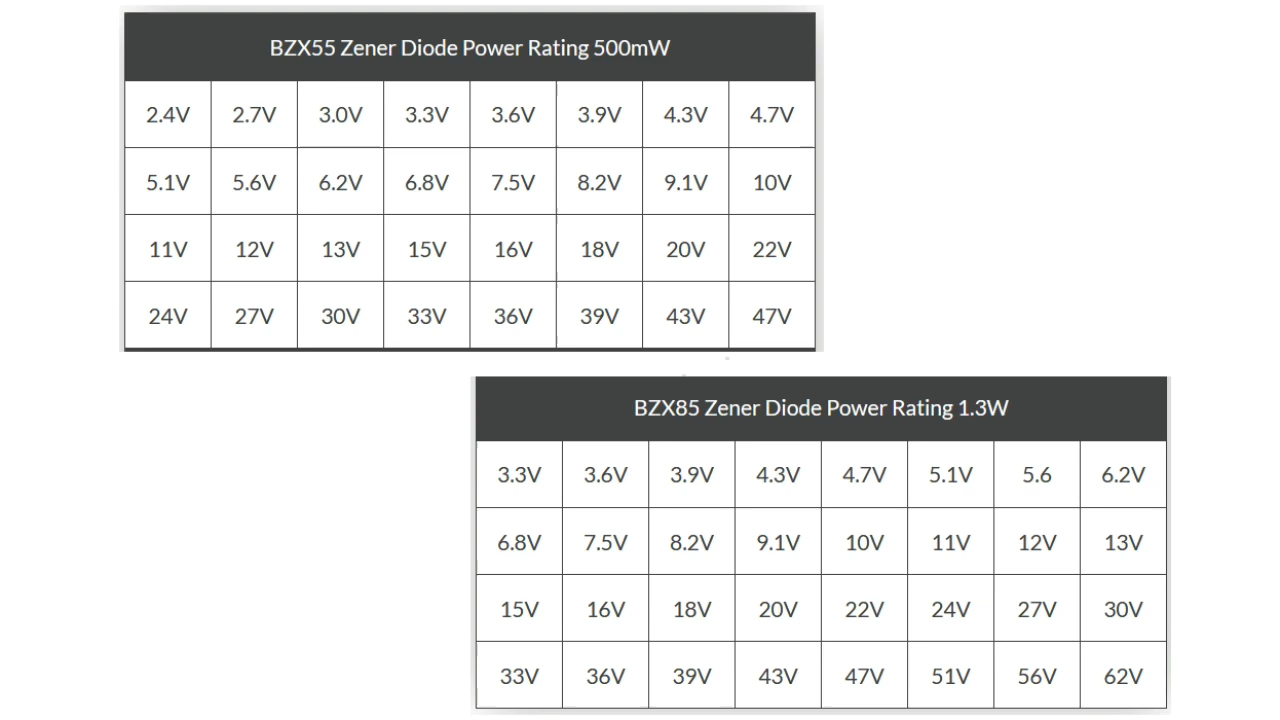 BZX55 Zener Diode Power Rating 500mW
2.4V 2.7V 3.0V 3.3V 3.6V 3.9V 4.3V 4.7V
5.1V 5.6V 6.2V 6.8V 7.5V 8.2V 9.1V 10V
11V 12V 13V 15V 16V 18V 20V 22V
24V 27V 30V 33V 36V 39V 43V 47V
BZX85 Zener Diode Power Rating 1.3W
3.3V 3.6V 3.9V 4.3V 4.7V 5.1V 5.6 6.2V
6.8V 7.5V 8.2V 9.1V 10V 11V 12V 13V
15V 16V 18V 20V 22V 24V 27V 30V
33V 36V 39V 43V 47V 51V 56V 62V